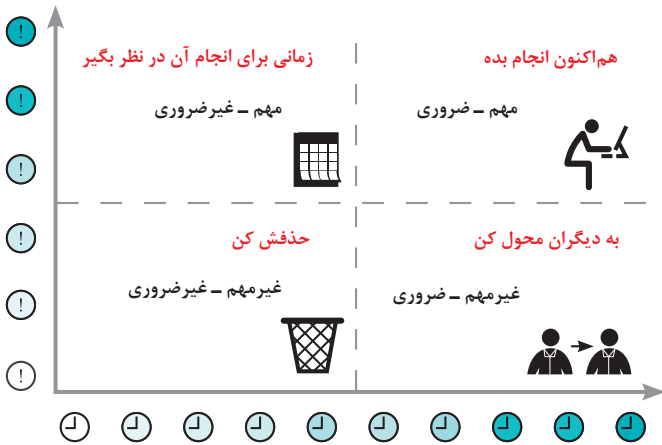 هم‌اکنون انجام بده
مهم ـ ضروری
زمانی برای انجام آن در نظر بگیر
مهم ـ غیرضروری
به دیگران محول کن
غیرمهم ـ ضروری
حذفش کن
غیرمهم ـ غیرضروری
!
!
!
!
!
!